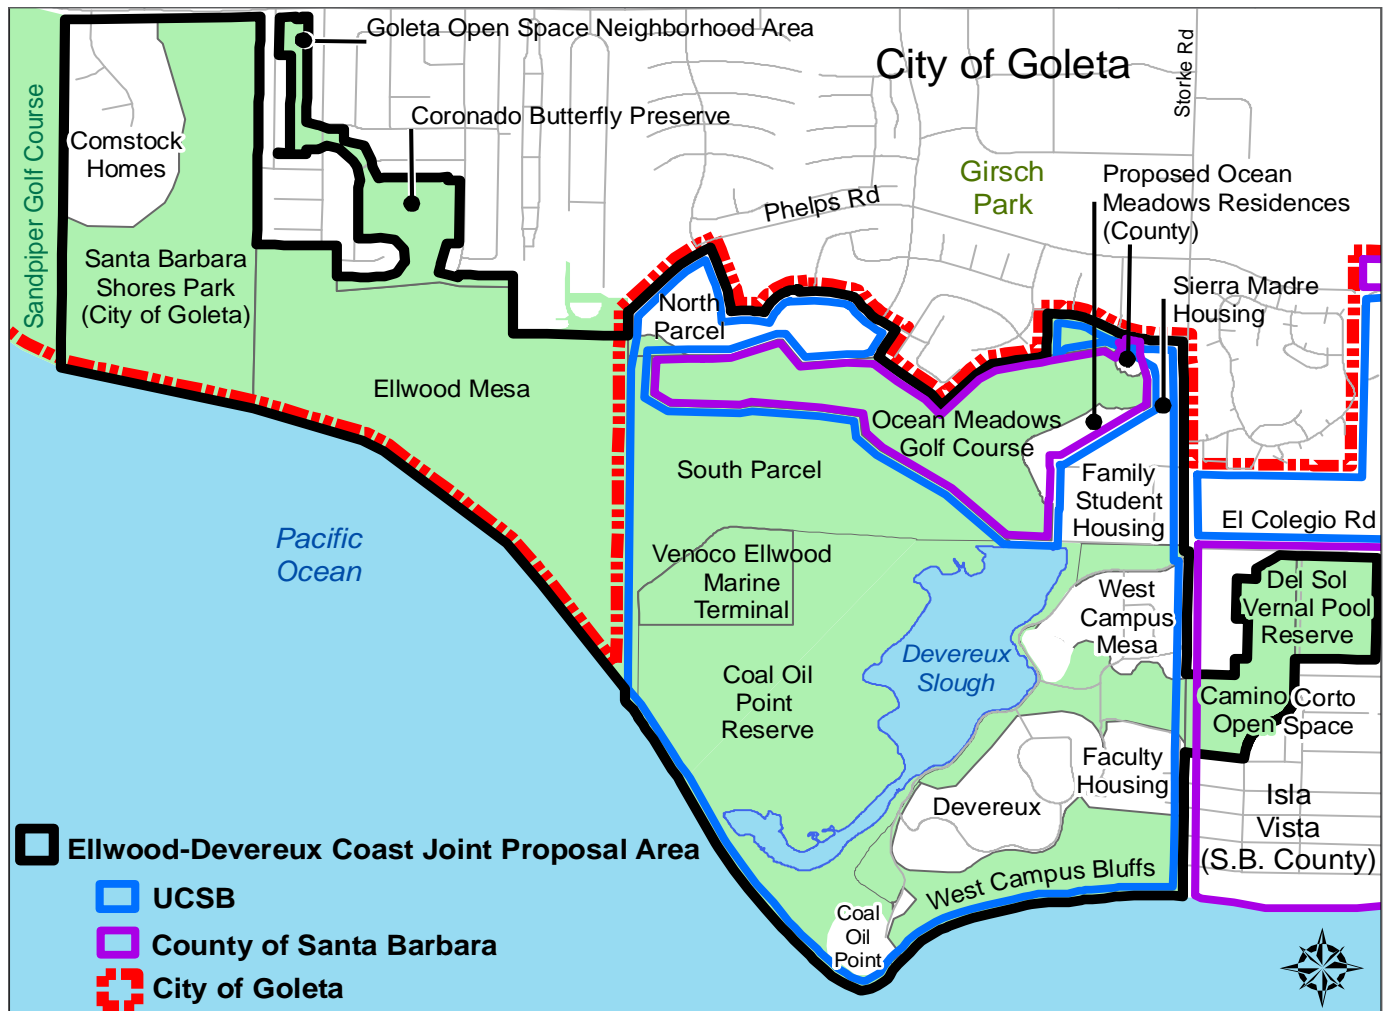 Goleta Open Space Neighborhood Area
City of Goleta
Storke Rd
Sandpiper Golf Course
Comstock
Homes
Coronado Butterfly Preserve
Girsch
Park
Phelps Rd
Proposed Ocean
Meadows Residences
(County)
Santa Barbara
Shores Park
(City of Goleta)
North
Parcel
Sierra Madre
Housing
Ellwood Mesa
Ocean Meadows
Golf Course
South Parcel
Family
Student
Housing
El Colegio Rd
Pacific
Ocean
Venoco Ellwood
Marine
Terminal
West
Campus
Mesa
Del Sol
Vernal Pool
Reserve
Devereux
Slough
Coal Oil
Point
Reserve
Camino Corto
Open Space
Faculty
Housing
Devereux
Isla
Vista
(S.B. County)
West Campus Bluffs
Coal
Oil
Point
Ellwood-Devereux Coast Joint Proposal Area
UCSB
County of Santa Barbara
City of Goleta